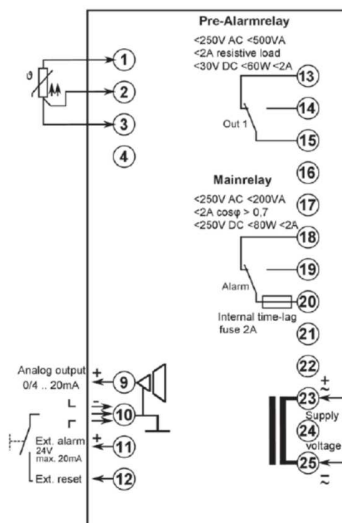 Pre-Alarmrelay
<250V AC <500VA
<2A resistive load
<30V DC <60W <2A
ϑ
1
2
3
4
13
14
Out 1
15
16
Mainrelay
<250V AC <200VA
17
<2A cosφ > 0,7
<250V DC <80W <2A
18
19
Alarm
20
Internal time-lag
fuse 2A
21
22
Analog output
0/4 .. 20mA
+
9
-
10
Ext. alarm
24V
max. 20mA
+
11
Ext. reset
12
+
~
23
Supply
24
voltage
25
-
~